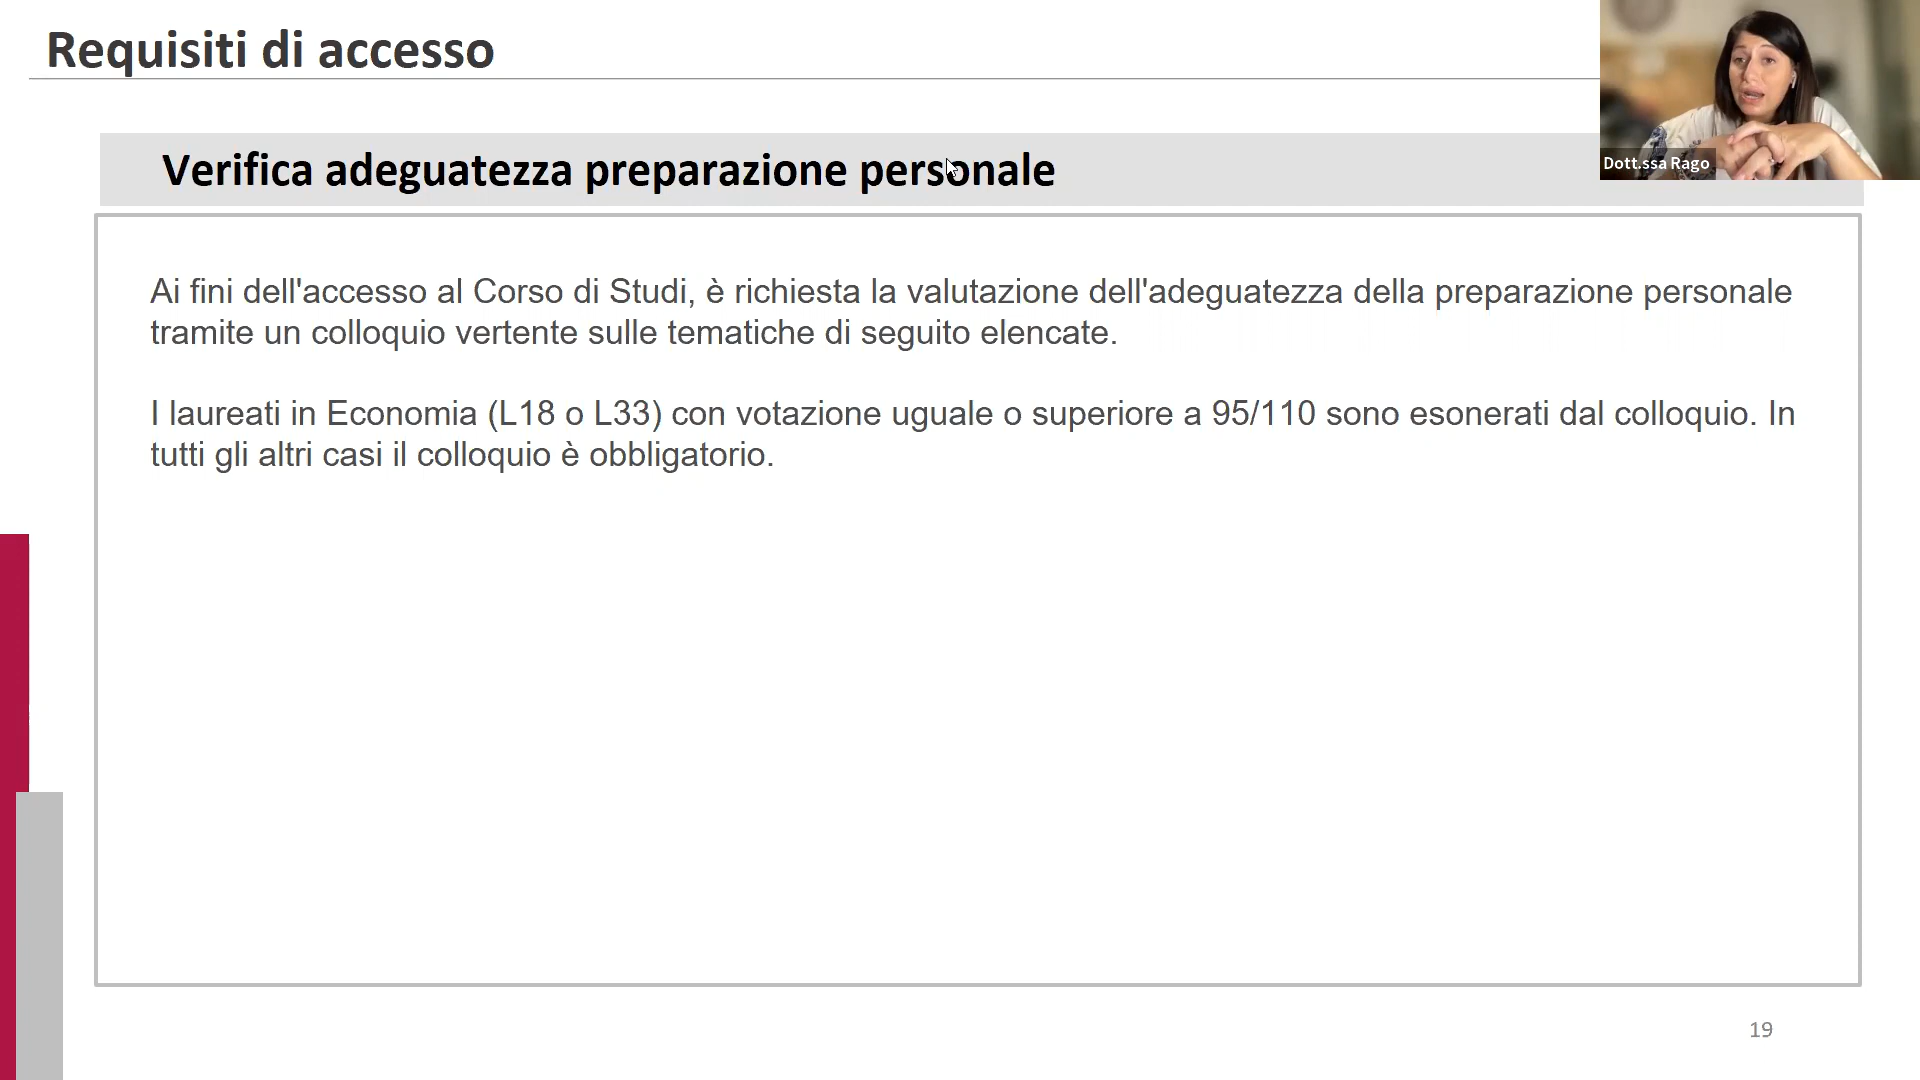 Requisiti di accesso
Dott.ssa Rago
Verifica adeguatezza preparazione personale
Ai fini dell'accesso al Corso di Studi, è richiesta la valutazione dell'adeguatezza della preparazione personale
tramite un colloquio vertente sulle tematiche di seguito elencate.
I laureati in Economia (L18 o L33) con votazione uguale o superiore a 95/110 sono esonerati dal colloquio. In
tutti gli altri casi il colloquio è obbligatorio.
19